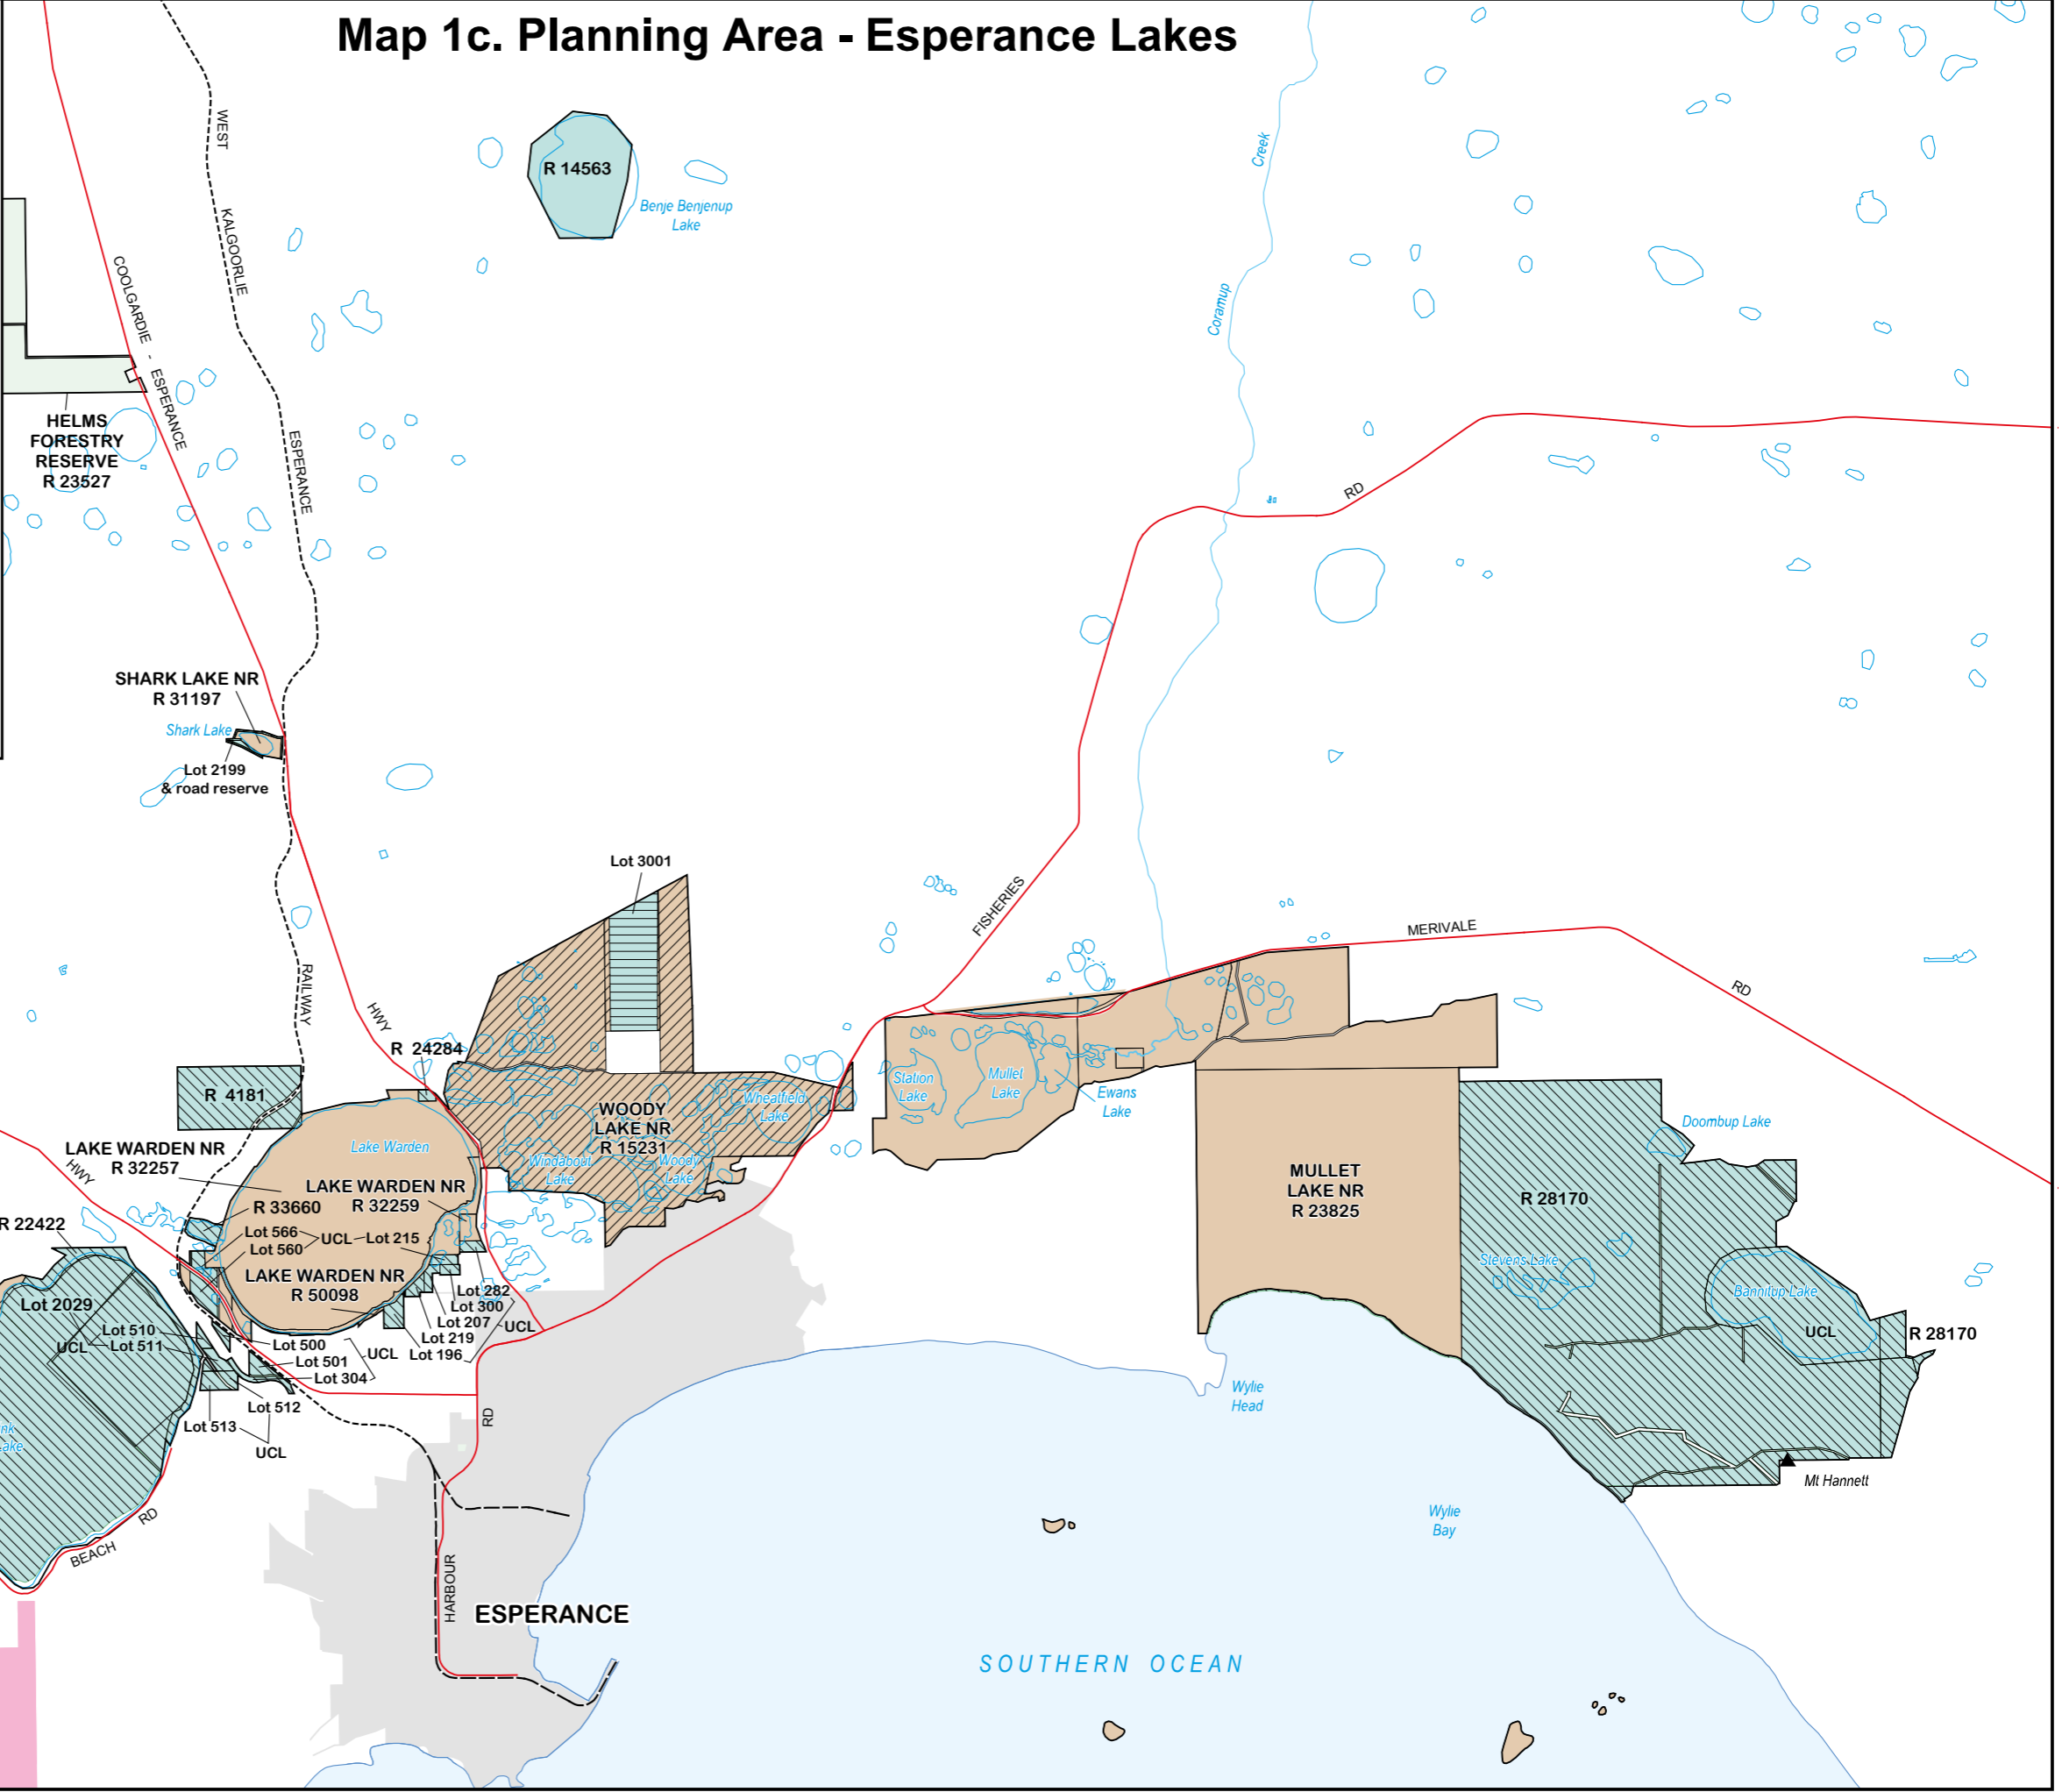 Map 1c. Planning Area - Esperance Lakes
WEST
KALGOORLIE
ESPERANCE
RAILWAY
COOLGARDIE - ESPERANCE
HWY
R 14563
Benje Benjenup
Lake
Creek
Coramup
HELMS
FORESTRY
RESERVE
R 23527
RD
SHARK LAKE NR
R 31197
Shark Lake
Lot 2199
& road reserve
Lot 3001
FISHERIES
MERIVALE
RD
R 24284
R 4181
Station
Lake
Mullet
Lake
Ewans
Lake
Wheatfield
Lake
WOODY
LAKE NR
R 15231
Windabout
Lake
Woody
Lake
Doombup Lake
LAKE WARDEN NR
R 32257
HWY
Lake Warden
LAKE WARDEN NR
R 32259
R 33660
MULLET
LAKE NR
R 23825
R 28170
R 22422
Lot 566
Lot 560
UCL
Lot 215
LAKE WARDEN NR
R 50098
Stevens Lake
Bannitup Lake
UCL
R 28170
Lot 2029
Lot 510
UCL
Lot 511
Lot 282
Lot 300
Lot 207
UCL
Lot 219
Lot 196
Lot 500
Lot 501
UCL
Lot 304
Lot 512
Lot 513
UCL
nk
ake
RD
Wylie
Head
Mt Hannett
Wylie
Bay
BEACH
RD
HARBOUR
ESPERANCE
SOUTHERN OCEAN